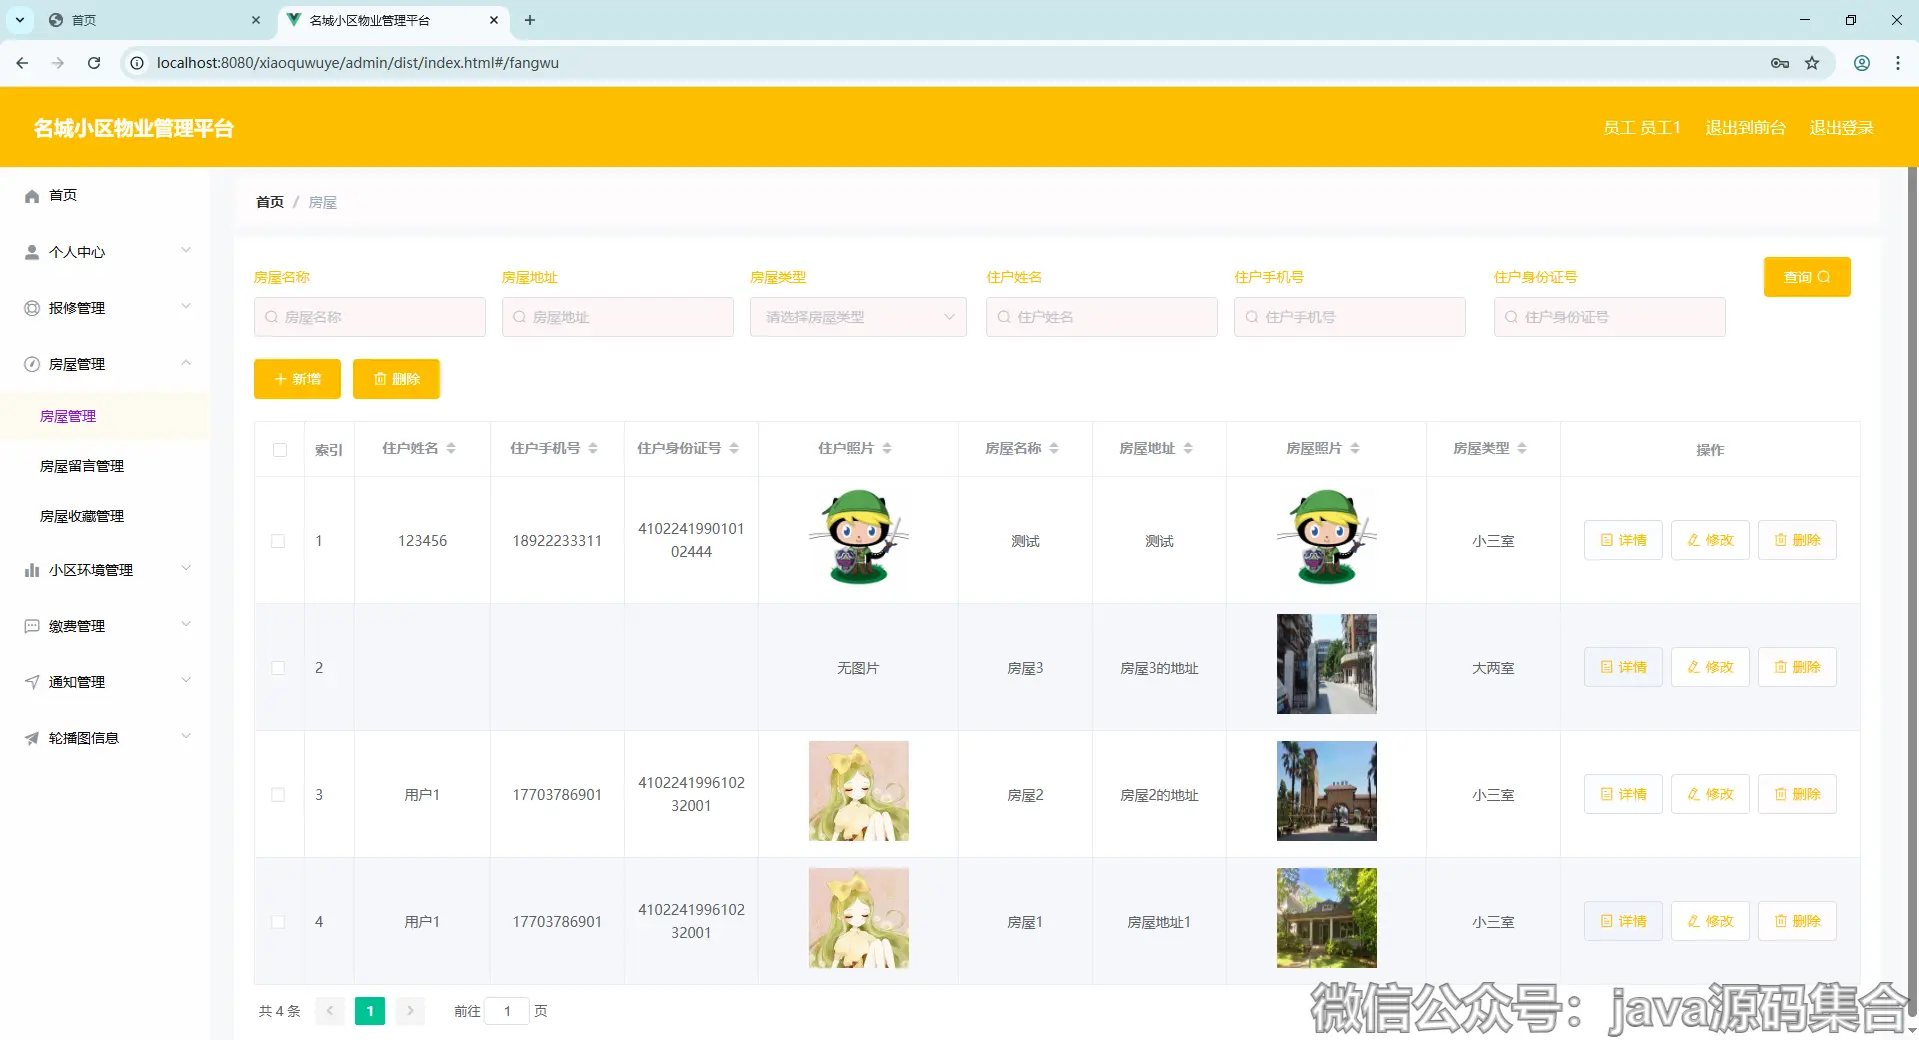 首页
名城小区物业管理平台
localhost:8080/xiaoquwuye/admin/dist/index.html#/fangwu
名城小区物业管理平台
员工 员工1
退出到前台
退出登录
首页
个人中心
报修管理
房屋管理
房屋管理
房屋留言管理
房屋收藏管理
小区环境管理
缴费管理
通知管理
轮播图信息
首页 / 房屋
房屋名称 房屋地址 房屋类型 住户姓名 住户手机号 住户身份证号
房屋名称 房屋地址 请选择房屋类型 住户姓名 住户手机号 住户身份证号
查询
新增 删除
索引 住户姓名 住户手机号 住户身份证号 住户照片 房屋名称 房屋地址 房屋照片 房屋类型 操作
1 123456 18922233311 4102241990101
02444
测试 测试 小三室 详情 修改 删除
2 无图片 房屋3 房屋3的地址 大两室 详情 修改 删除
3 用户1 17703786901 4102241996102
32001
房屋2 房屋2的地址 小三室 详情 修改 删除
4 用户1 17703786901 4102241996102
32001
房屋1 房屋地址1 小三室 详情 修改 删除
共 4 条 1 前往 1 页
微信公众号：java源码集合